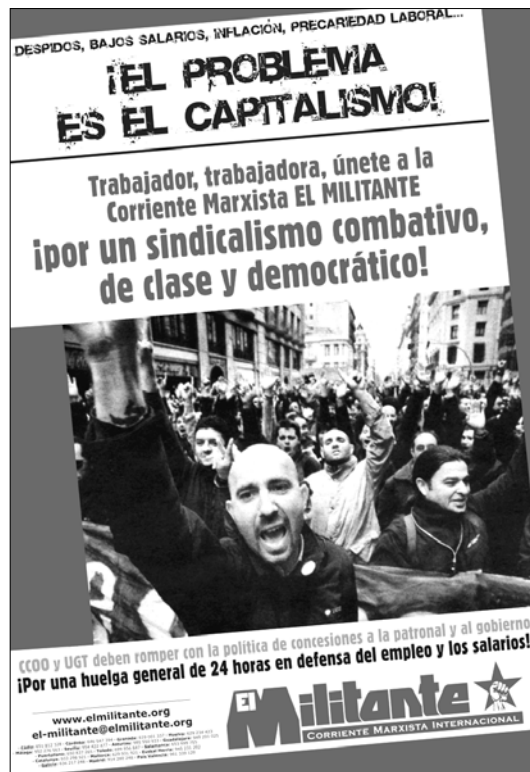 DESPIDOS, BAJOS SALARIOS, INFLACIÓN, PRECARIEDAD LABORAL...
¡EL PROBLEMA
ES EL CAPITALISMO!
Trabajador, trabajadora, únete a la
Corriente Marxista EL MILITANTE
¡por un sindicalismo combativo,
de clase y democrático!
CCOO y UGT deben romper con la política de concesiones a la patronal y al gobierno
¡Por una huelga general de 24 horas en defensa del empleo y los salarios!
www.elmilitante.org
el-militante@elmilitante.org
EL
Militante
CORRIENTE MARXISTA INTERNACIONAL